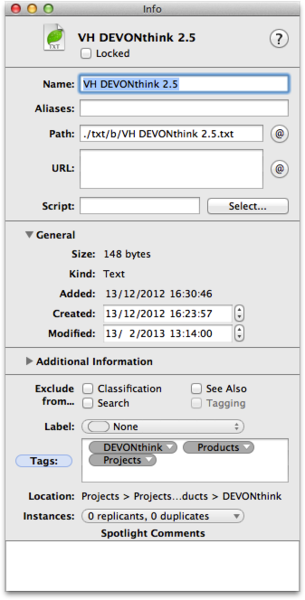 Info
TXT
VH DEVONthink 2.5
Locked
?
Name: VH DEVONthink 2.5
Aliases:
Path: ./txt/b/VH DEVONthink 2.5.txt @
URL: @
Script: Select...
General
Size: 148 bytes
Kind: Text
Added: 13/12/2012 16:30:46
Created: 13/12/2012 16:23:57
Modified: 13/ 2/2013 13:14:00
Additional Information
Exclude Classification See Also
from... Search Tagging
Label: None
DEVONthink Products
Tags: Projects
Location: Projects > Projects...ducts > DEVONthink
Instances: 0 replicants, 0 duplicates
Spotlight Comments